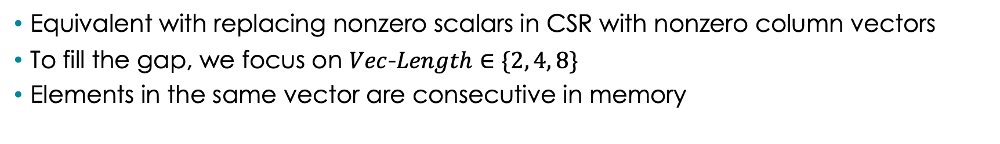 • Equivalent with replacing nonzero scalars in CSR with nonzero column vectors
• To fill the gap, we focus on Vec-Length ∈ {2, 4, 8}
• Elements in the same vector are consecutive in memory